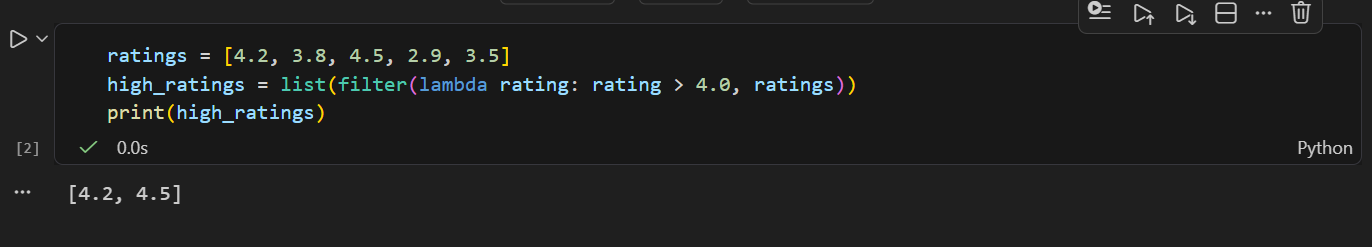 ratings = [4.2, 3.8, 4.5, 2.9, 3.5]
high_ratings = list(filter(lambda rating: rating > 4.0, ratings))
print(high_ratings)
[2]
0.0s
Python
[4.2, 4.5]